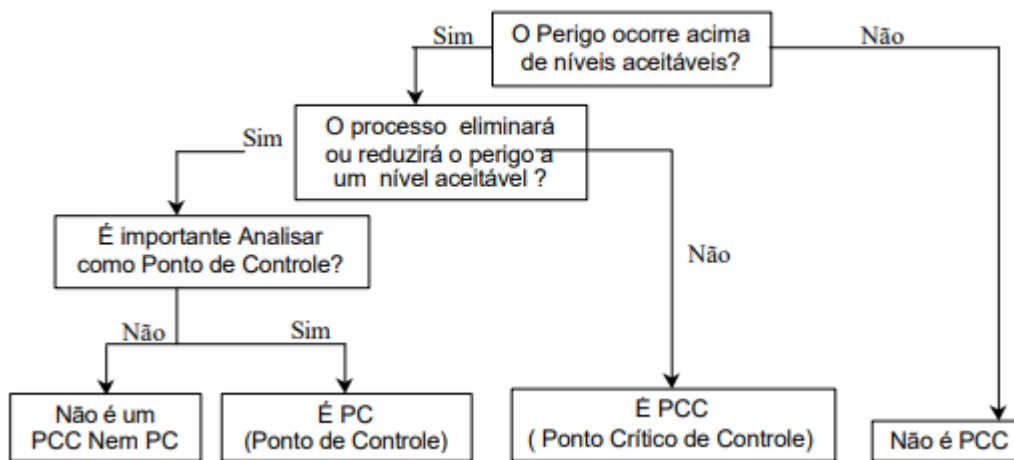 Sim
O Perigo ocorre acima
de níveis aceitáveis?
Não
O processo eliminará
ou reduzirá o perigo a
um nível aceitável ?
Sim
É importante Analisar
como Ponto de Controle?
Não
Não
Sim
Não é um
PCC Nem PC
É PC
(Ponto de Controle)
É PCC
( Ponto Crítico de Controle)
Não é PCC